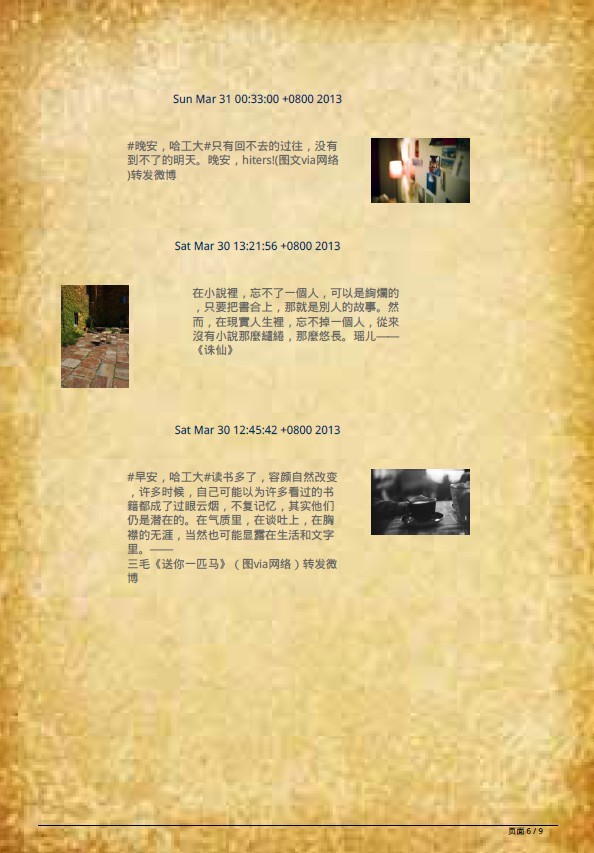 Sun Mar 31 00:33:00 +0800 2013
#晚安，哈工大#只有回不去的过往，没有
到不了的明天。晚安，hiters!(图文via网络
)转发微博
Sat Mar 30 13:21:56 +0800 2013
在小說裡，忘不了一個人，可以是絢爛的
，只要把書合上，那就是別人的故事。然
而，在現實人生裡，忘不掉一個人，從來
沒有小說那麼繾綣，那麼悠長。瑶儿——
《诛仙》
Sat Mar 30 12:45:42 +0800 2013
#早安，哈工大#读书多了，容颜自然改变
，许多时候，自己可能以为许多看过的书
籍都成了过眼云烟，不复记忆，其实他们
仍是潜在的。在气质里，在谈吐上，在胸
襟的无涯，当然也可能显露在生活和文字
里。——
三毛《送你一匹马》（图via网络）转发微
博
页面 6 / 9